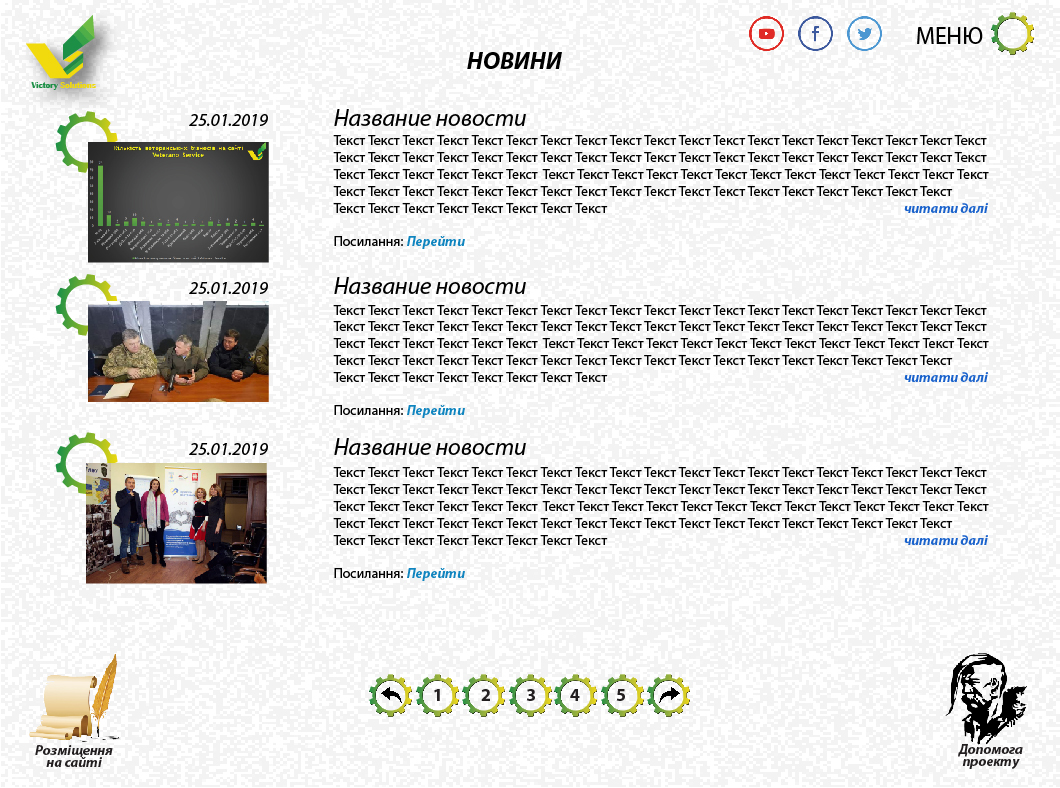 Victory Solutions
НОВИНИ
МЕНЮ
25.01.2019
Кількість ветеранських бізнесів на сайті
Veterano Service
Название новости
Текст Текст Текст Текст Текст Текст Текст Текст Текст Текст Текст Текст Текст Текст Текст Текст Текст Текст Текст
Текст Текст Текст Текст Текст Текст Текст Текст Текст Текст Текст Текст Текст Текст Текст Текст Текст Текст Текст
Текст Текст Текст Текст Текст Текст Текст Текст Текст Текст Текст Текст Текст Текст Текст Текст Текст Текст Текст
Текст Текст Текст Текст Текст Текст Текст Текст Текст Текст Текст Текст Текст Текст Текст Текст Текст Текст
Текст Текст Текст Текст Текст Текст Текст Текст читати далі
Посилання: Перейти
25.01.2019
Название новости
Текст Текст Текст Текст Текст Текст Текст Текст Текст Текст Текст Текст Текст Текст Текст Текст Текст Текст Текст
Текст Текст Текст Текст Текст Текст Текст Текст Текст Текст Текст Текст Текст Текст Текст Текст Текст Текст Текст
Текст Текст Текст Текст Текст Текст Текст Текст Текст Текст Текст Текст Текст Текст Текст Текст Текст Текст Текст
Текст Текст Текст Текст Текст Текст Текст Текст Текст Текст Текст Текст Текст Текст Текст Текст Текст Текст
Текст Текст Текст Текст Текст Текст Текст Текст читати далі
Посилання: Перейти
25.01.2019
Название новости
Текст Текст Текст Текст Текст Текст Текст Текст Текст Текст Текст Текст Текст Текст Текст Текст Текст Текст Текст
Текст Текст Текст Текст Текст Текст Текст Текст Текст Текст Текст Текст Текст Текст Текст Текст Текст Текст Текст
Текст Текст Текст Текст Текст Текст Текст Текст Текст Текст Текст Текст Текст Текст Текст Текст Текст Текст Текст
Текст Текст Текст Текст Текст Текст Текст Текст Текст Текст Текст Текст Текст Текст Текст Текст Текст Текст
Текст Текст Текст Текст Текст Текст Текст Текст читати далі
Посилання: Перейти
1 2 3 4 5
Розміщення
на сайті
Допомога
проекту